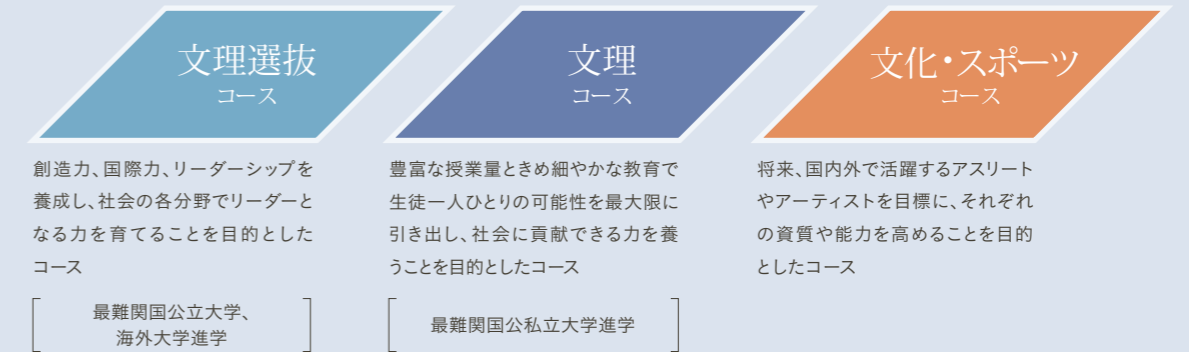 文理選抜
コース
創造力、国際力、リーダーシップを
養成し、社会の各分野でリーダーと
なる力を育てることを目的とした
コース
最難関国公立大学、
海外大学進学
文理
コース
豊富な授業量ときめ細やかな教育で
生徒一人ひとりの可能性を最大限に
引き出し、社会に貢献できる力を養
うことを目的としたコース
最難関国公私立大学進学
文化・スポーツ
コース
将来、国内外で活躍するアスリート
やアーティストを目標に、それぞれ
の資質や能力を高めることを目的
としたコース